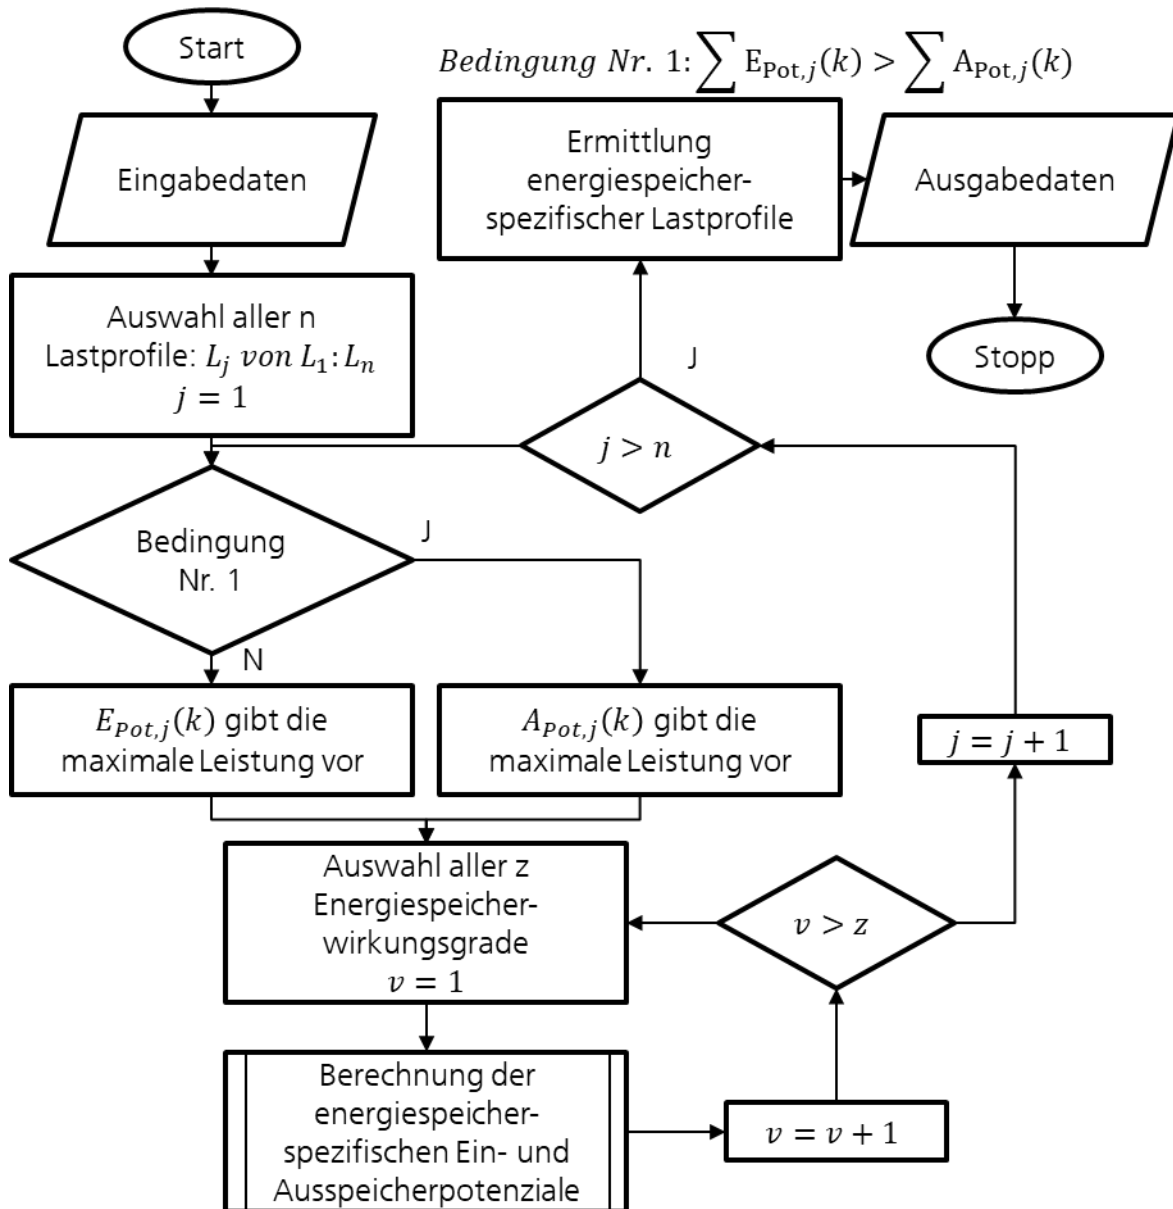 Start
Bedingung Nr. 1: ∑ E_Pot,j(k) > ∑ A_Pot,j(k)
Eingabedaten
Ermittlung
energiespeicher-
spezifischer Lastprofile
Ausgabedaten
Auswahl aller n
Lastprofile: L_j von L_1: L_n
j = 1
Stopp
J
j > n
Bedingung
Nr. 1
J
N
E_Pot,j(k) gibt die
maximale Leistung vor
A_Pot,j(k) gibt die
maximale Leistung vor
j = j + 1
Auswahl aller z
Energiespeicher-
wirkungsgrade
v = 1
v > z
Berechnung der
energiespeicher-
spezifischen Ein- und
Ausspeicherpotenziale
v = v + 1